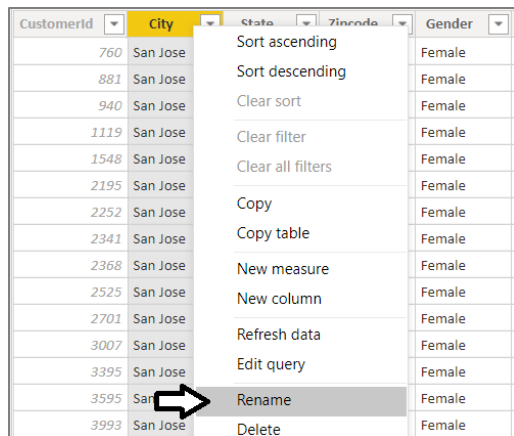 CustomerId City State Zipcode Gender
760 San Jose Sort ascending Female
881 San Jose Sort descending Female
940 San Jose Clear sort Female
1119 San Jose Clear filter Female
1548 San Jose Clear all filters Female
2195 San Jose Female
2252 San Jose Copy Female
2341 San Jose Copy table Female
2368 San Jose New measure Female
2525 San Jose New column Female
2701 San Jose Female
3007 San Jose Refresh data Female
3395 San Jose Edit query Female
3595 San Rename Female
3993 San Jose Delete Female